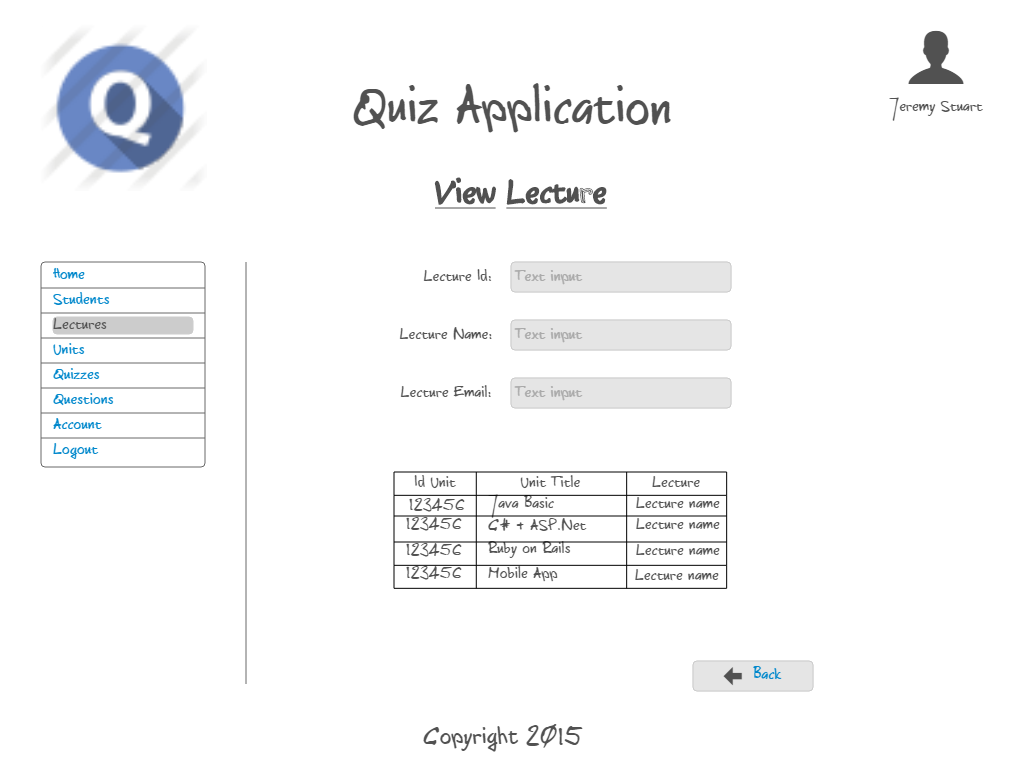 Q
Jeremy Stuart
Quiz Application
View Lecture
Home
Students
Lectures
Units
Quizzes
Questions
Account
Logout
Lecture Id: Text input
Lecture Name: Text input
Lecture Email: Text input
Id Unit Unit Title Lecture
123456 Java Basic Lecture name
123456 C# + ASP.Net Lecture name
123456 Ruby on Rails Lecture name
123456 Mobile App Lecture name
Back
Copyright 2015